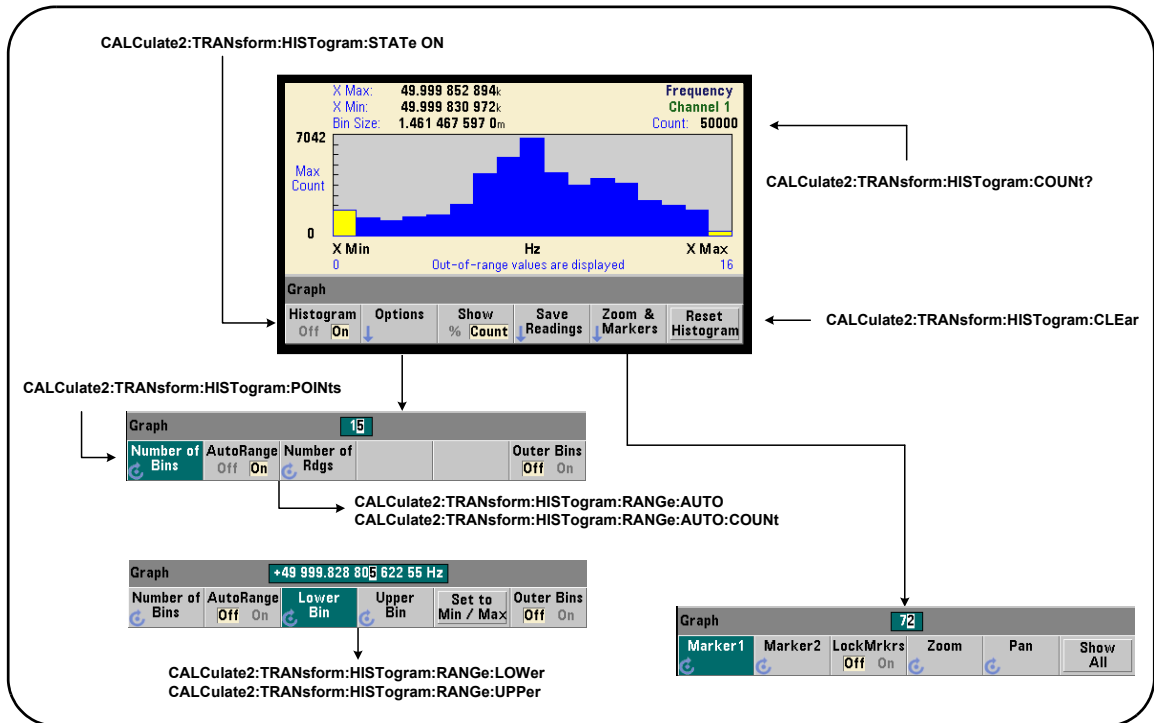 CALCulate2:TRANsform:HISTogram:STATe ON
X Max: 49.999 852 894k Frequency
X Min: 49.999 830 972k Channel 1
Bin Size: 1.461 467 597 0m Count: 50000
7042
Max
Count
0
X Min Hz X Max
0 Out-of-range values are displayed 16
Graph
Histogram Options Show Save Zoom & Reset
Off On % Count Readings Markers Histogram
CALCulate2:TRANsform:HISTogram:COUNt?
CALCulate2:TRANsform:HISTogram:CLEar
CALCulate2:TRANsform:HISTogram:POINts
Graph 15
Number of AutoRange Number of Outer Bins
Bins Off On Rdgs Off On
CALCulate2:TRANsform:HISTogram:RANGe:AUTO
CALCulate2:TRANsform:HISTogram:RANGe:AUTO:COUNt
Graph +49 999.828 805 622 55 Hz
Number of AutoRange Lower Upper Set to Outer Bins
Bins Off On Bin Bin Min / Max Off On
CALCulate2:TRANsform:HISTogram:RANGe:LOWer
CALCulate2:TRANsform:HISTogram:RANGe:UPPer
Graph 72
Marker1 Marker2 LockMrkrs Zoom Pan Show
Off On All